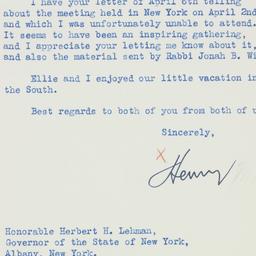 I have your letter of April 6th telling
about the meeting held in New York on April 2nd
and which I was unfortunately unable to attend.
It seems to have been an inspiring gathering,
and I appreciate your letting me know about it,
and also the material sent by Rabbi Jonah B. Wi
Ellie and I enjoyed our little vacation in
the South.
Best regards to both of you from both of u
Sincerely,
x
Henry
Honorable Herbert H. Lehman,
Governor of the State of New York,
Albany, New York.